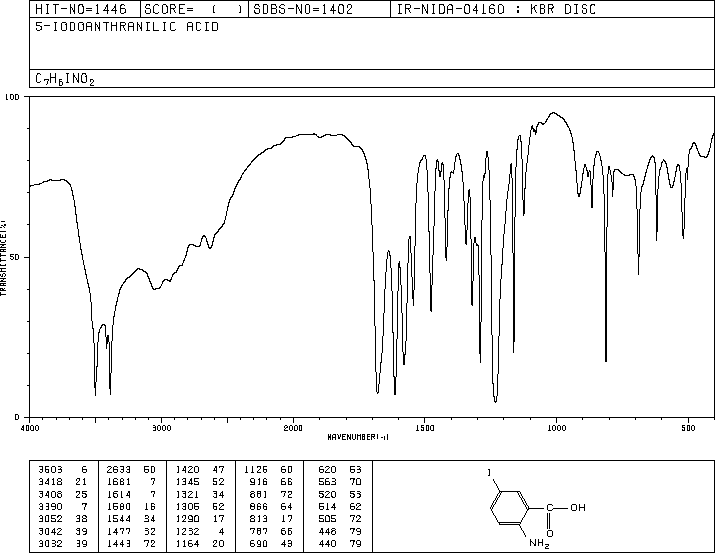 HIT-NO=1446 SCORE= ( ) SDBS-NO=1402 IR-NIDA-04160 : KBR DISC
5-IODOANTHRANILIC ACID
C7H6INO2
100
50
0
TRANSMITTANCE(%)
4000 3000 2000 1500 1000 500
WAVENUMBER(-1)
3503 6 2633 50 1420 47 1125 60 620 53
3418 21 1681 7 1345 52 916 66 563 70
3408 25 1614 7 1321 34 881 72 520 53
3390 7 1580 16 1305 52 866 64 514 62
3052 38 1544 34 1290 17 813 17 505 72
3042 39 1477 32 1232 4 787 66 448 79
3032 39 1443 72 1164 20 690 43 440 79
I
C OH
O
NH2